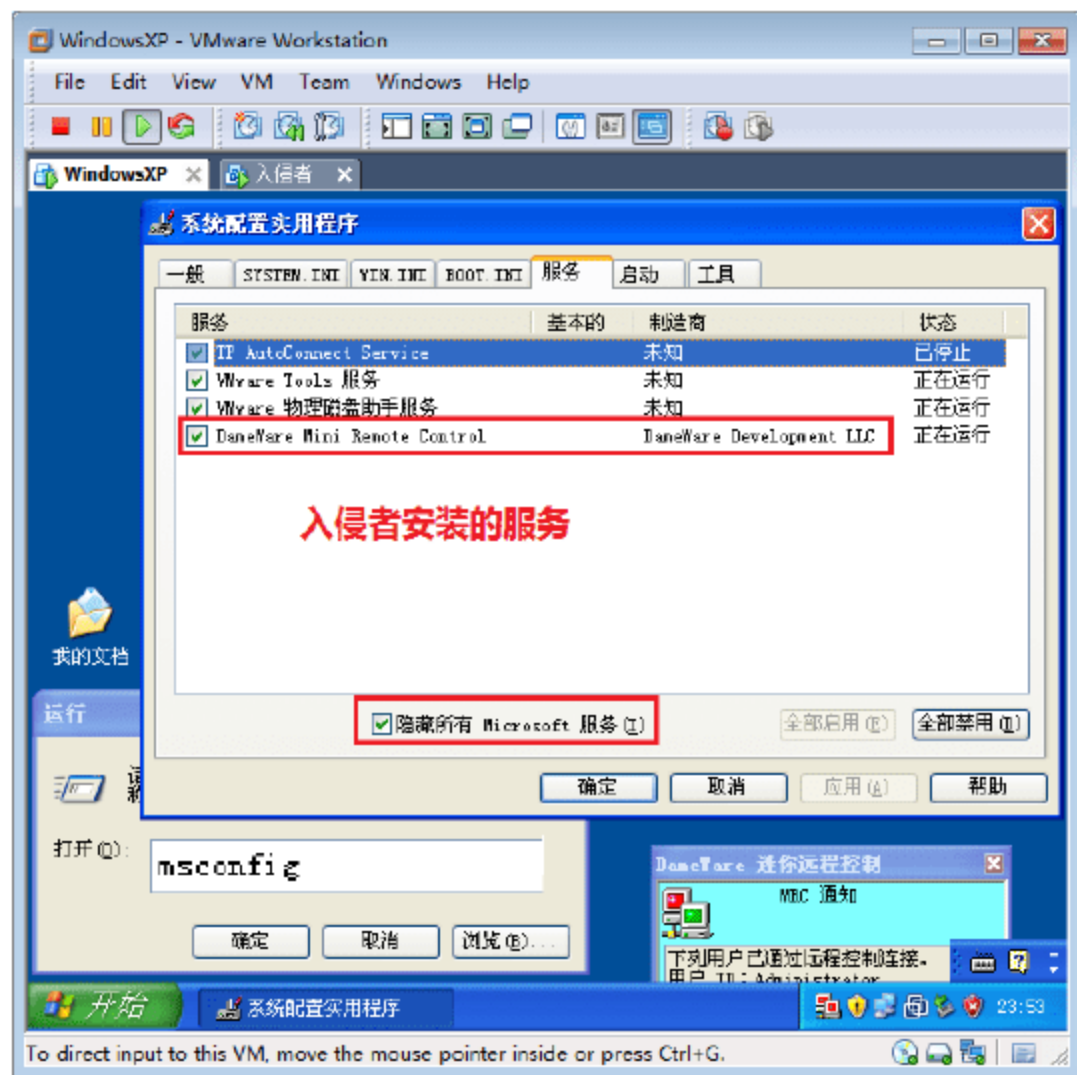 WindowsXP - VMware Workstation
File Edit View VM Team Windows Help
WindowsXP 入侵者
系统配置实用程序
一般 SYSTEM.INI WIN.INI BOOT.INI 服务 启动 工具
服务 基本的 制造商 状态
TP AutoConnect Service 未知 已停止
VMware Tools 服务 未知 正在运行
VMware 物理磁盘助手服务 未知 正在运行
DameWare Mini Remote Control DameWare Development LLC 正在运行
入侵者安装的服务
我的文档
隐藏所有 Microsoft 服务(I) 全部启用(E) 全部禁用(D)
确定 取消 应用(A) 帮助
运行
打开(O): msconfig
确定 取消 浏览(B)...
DameWare 迷你远程控制
MRC 通知
下列用户已通过远程控制连接。
用户 ID: Administrator
开始 系统配置实用程序 23:53
To direct input to this VM, move the mouse pointer inside or press Ctrl+G.